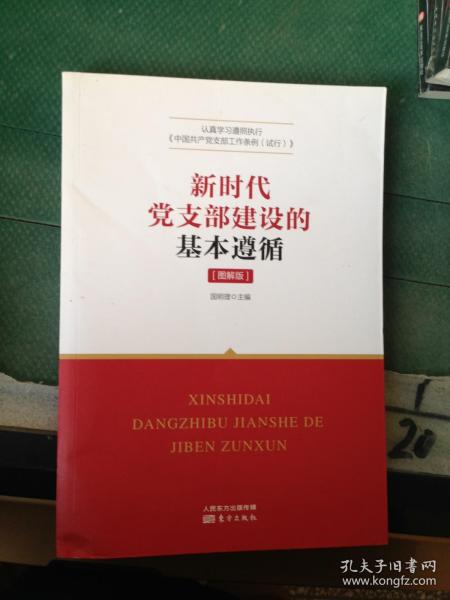 认真学习遵照执行
《中国共产党支部工作条例（试行）》
新时代
党支部建设的
基本遵循
［图解版］
国明理◇主编
XINSHIDAI
DANGZHIBU JIANSHE DE
JIBEN ZUNXUN
人民东方出版传媒
东方出版社
20
孔夫子旧书网
www.kongfz.com